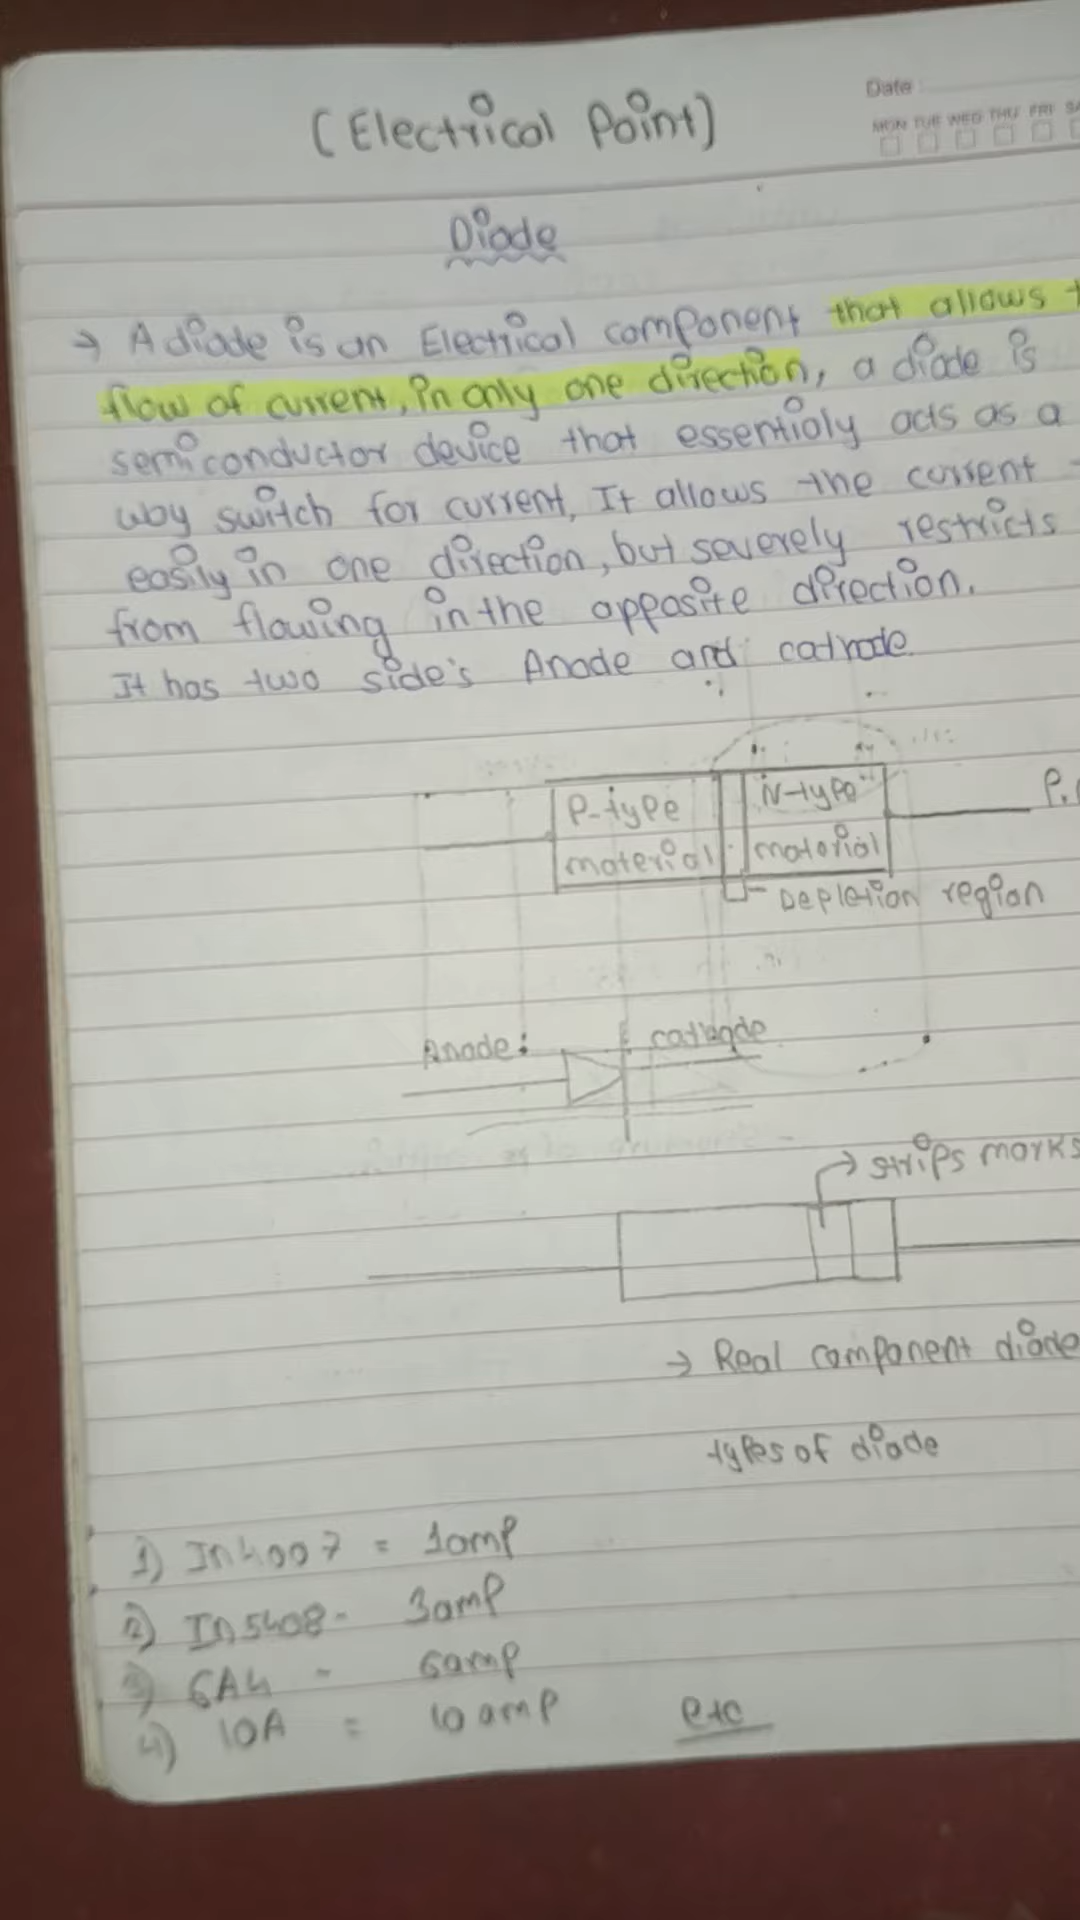 (Electrical Point)
Date
MON TUE WED THU FRI SA
Diode
→ A diode is an Electrical component that allows t
flow of current, in only one direction, a diode is
semiconductor device that essentialy acts as a
way switch for current, It allows the current
easily in one direction, but severely restricts
from flowing in the opposite direction.
It has two side's Anode and cathode.
P-type N-type P.
material material
Depletion region
Anode: cathode
→ strips marks
→ Real component diode
types of diode
1) In4007 = 1amp
2) In5408 - 3amp
3) 6A4 - 6amp
4) 10A = 10 amp etc